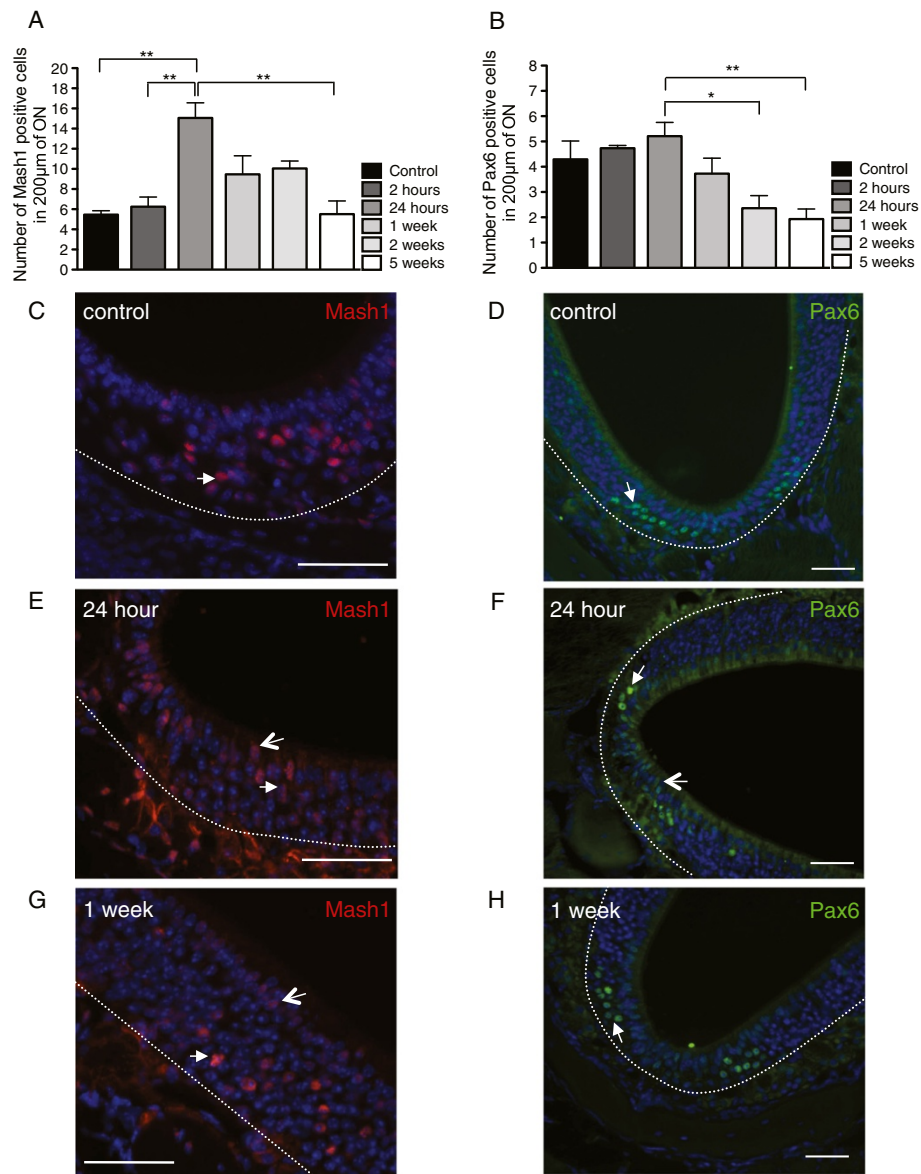 A
Number of Mash1 positive cells
in 200μm of ON
20
18
16
14
12
10
8
6
4
2
0
**
**
**
Control
2 hours
24 hours
1 week
2 weeks
5 weeks
B
Number of Pax6 positive cells
in 200μm of ON
8
7
6
5
4
3
2
1
0
**
*
Control
2 hours
24 hours
1 week
2 weeks
5 weeks
C
control
Mash1
D
control
Pax6
E
24 hour
Mash1
F
24 hour
Pax6
G
1 week
Mash1
H
1 week
Pax6